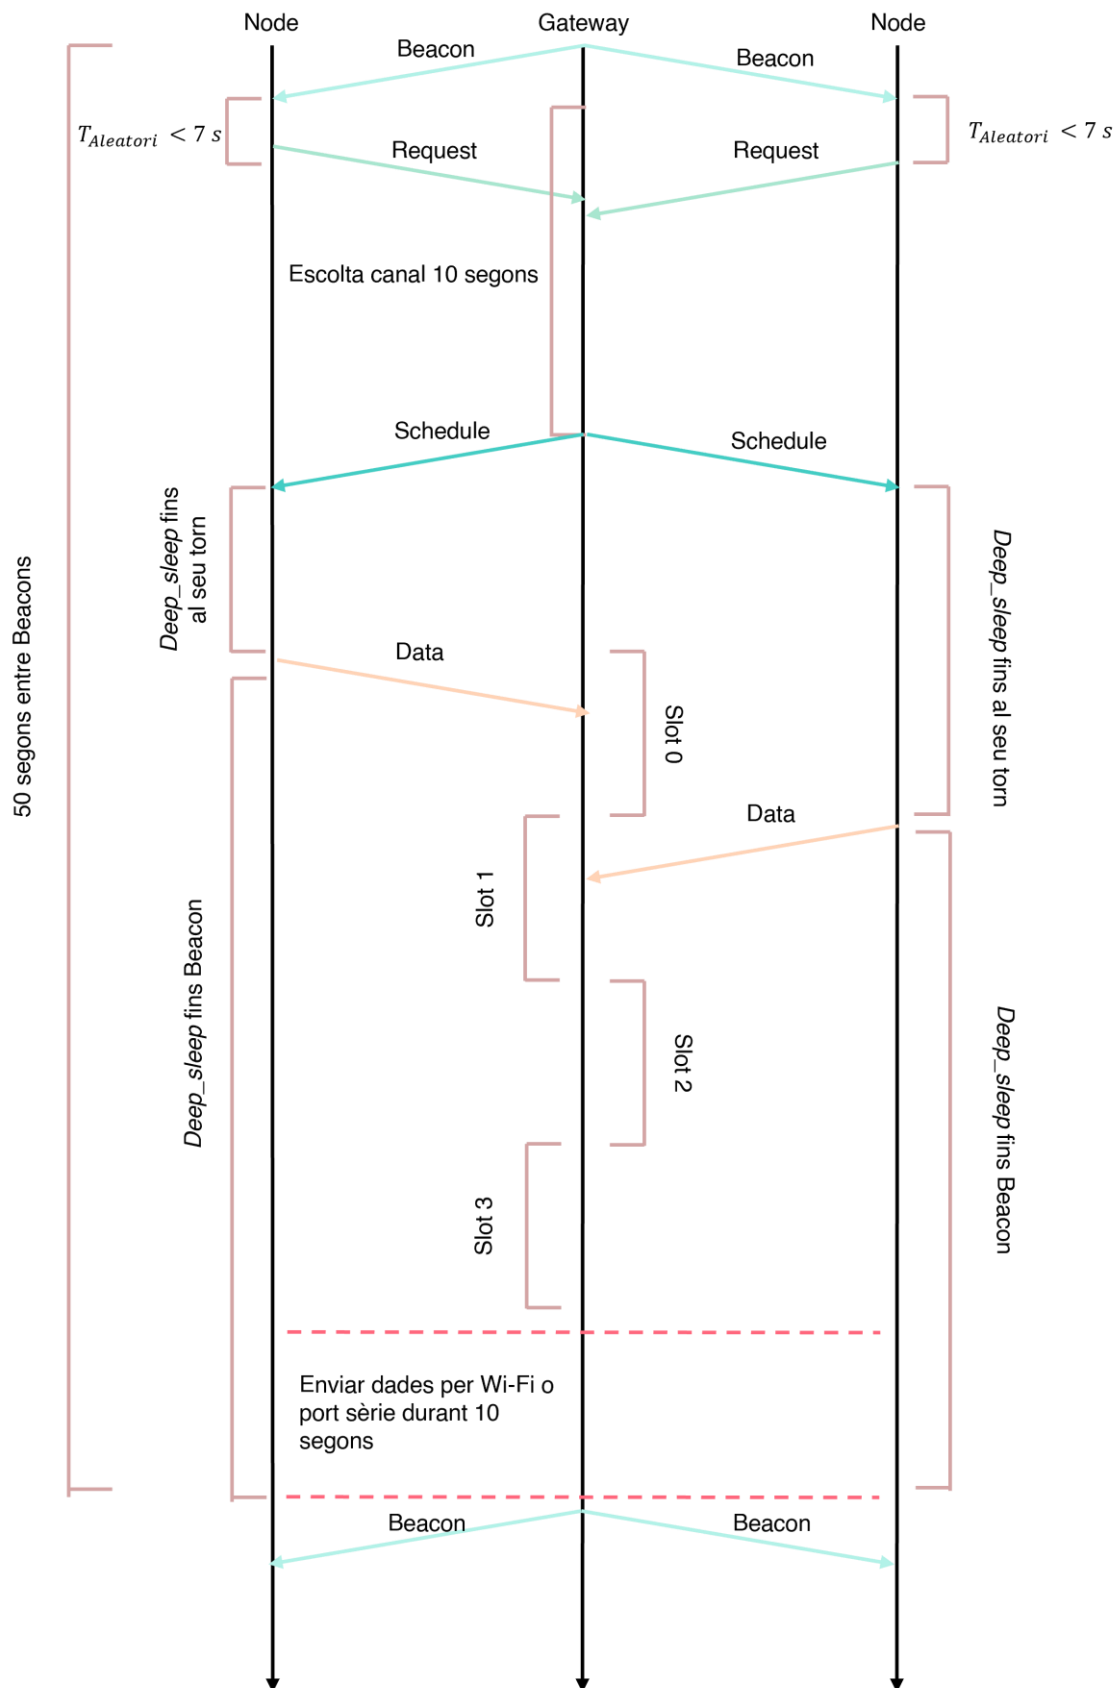 Node
Gateway
Node
Beacon
Beacon
T_Aleatori < 7 s
T_Aleatori < 7 s
Request
Request
Escolta canal 10 segons
Schedule
Schedule
Deep_sleep fins
al seu torn
Deep_sleep fins al seu torn
50 segons entre Beacons
Data
Slot 0
Data
Slot 1
Deep_sleep fins Beacon
Slot 2
Deep_sleep fins Beacon
Slot 3
Enviar dades per Wi-Fi o
port sèrie durant 10
segons
Beacon
Beacon